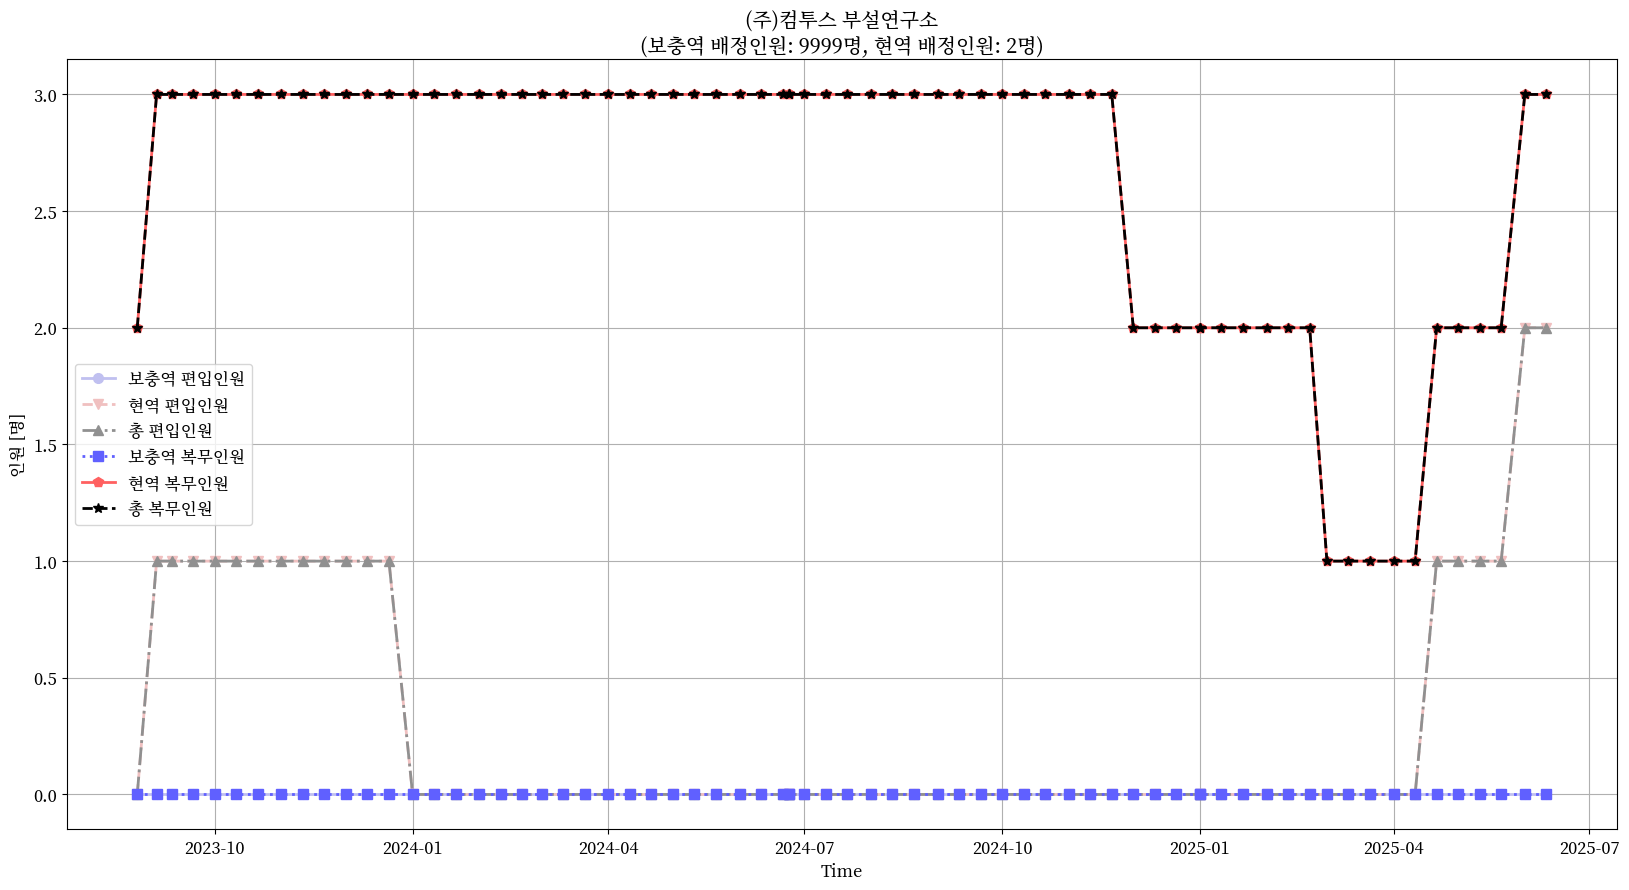 (주)컴투스 부설연구소
(보충역 배정인원: 9999명, 현역 배정인원: 2명)
3.0
2.5
2.0
1.5
1.0
0.5
0.0
인원 [명]
보충역 편입인원
현역 편입인원
총 편입인원
보충역 복무인원
현역 복무인원
총 복무인원
2023-10 2024-01 2024-04 2024-07 2024-10 2025-01 2025-04 2025-07
Time